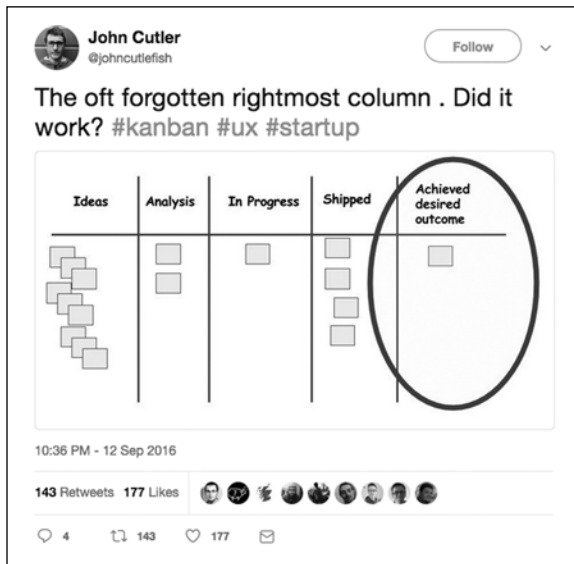 John Cutler
@johncutlefish
Follow
The oft forgotten rightmost column . Did it
work? #kanban #ux #startup
Ideas
Analysis
In Progress
Shipped
Achieved
desired
outcome
10:36 PM - 12 Sep 2016
143 Retweets 177 Likes
4 143 177